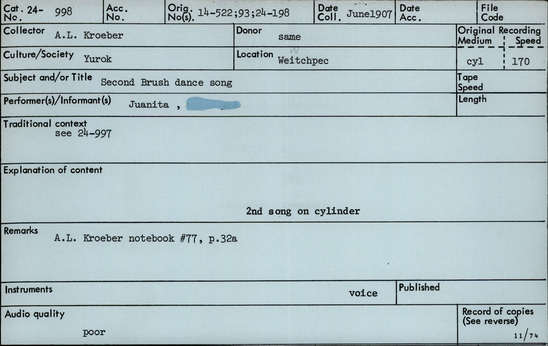 Cat. 24- 998 Acc. No. Orig. No(s). 14-522;93;24-198 Date Coll. June1907 Date Acc. File Code
Collector A.L. Kroeber Donor same Original Recording Medium Speed
Culture/Society Yurok Location Weitchpec cyl 170
Subject and/or Title Second Brush dance song Tape Speed
Performer(s)/Informant(s) Juanita , Length
Traditional context
see 24-997
Explanation of content
2nd song on cylinder
Remarks A.L. Kroeber notebook #77, p.32a
Instruments voice Published
Audio quality poor Record of copies (See reverse)
11/74